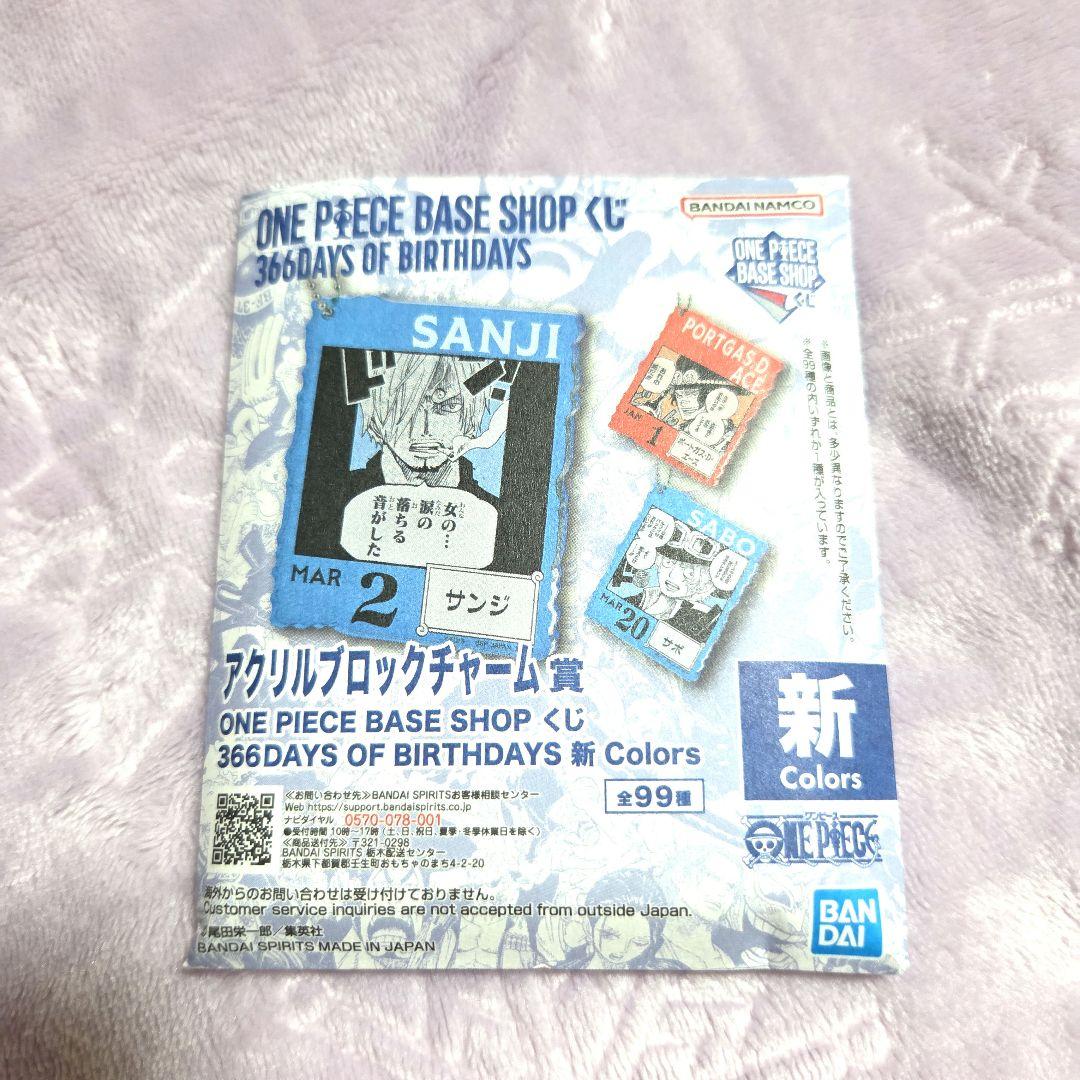 ONE PIECE BASE SHOP くじ
366DAYS OF BIRTHDAYS
BANDAI NAMCO
ONE PIECE
BASE SHOP
くじ
SANJI
ドン!!
女の…
涙の
落ちる
音がした
MAR 2
サンジ
PORTGAS.D.
ACE
JAN 1
ポートガス・D・
エース
SABO
MAR 20
サボ
※画像と商品とは、多少異なりますのでご了承ください。
※全99種の内いずれか1種が入っています。
アクリルブロックチャーム 賞
ONE PIECE BASE SHOP くじ
366DAYS OF BIRTHDAYS 新 Colors
全99種
新
Colors
≪お問い合わせ先≫BANDAI SPIRITSお客様相談センター
Web https://support.bandaispirits.co.jp
ナビダイヤル 0570-078-001
●受付時間 10時～17時 (土、日、祝日、夏季・冬季休業日を除く)
≪商品送付先≫ 〒321-0298
BANDAI SPIRITS 栃木配送センター
栃木県下都賀郡壬生町おもちゃのまち4-2-20
ワンピース
ONE PIECE
海外からのお問い合わせは受け付けておりません。
Customer service inquiries are not accepted from outside Japan.
©尾田栄一郎／集英社
BANDAI SPIRITS MADE IN JAPAN
BAN
DAI